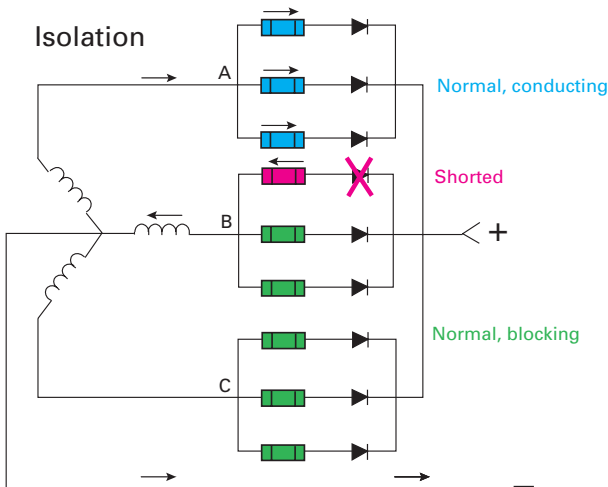 Isolation
A
Normal, conducting
Shorted
B
+
Normal, blocking
C
−